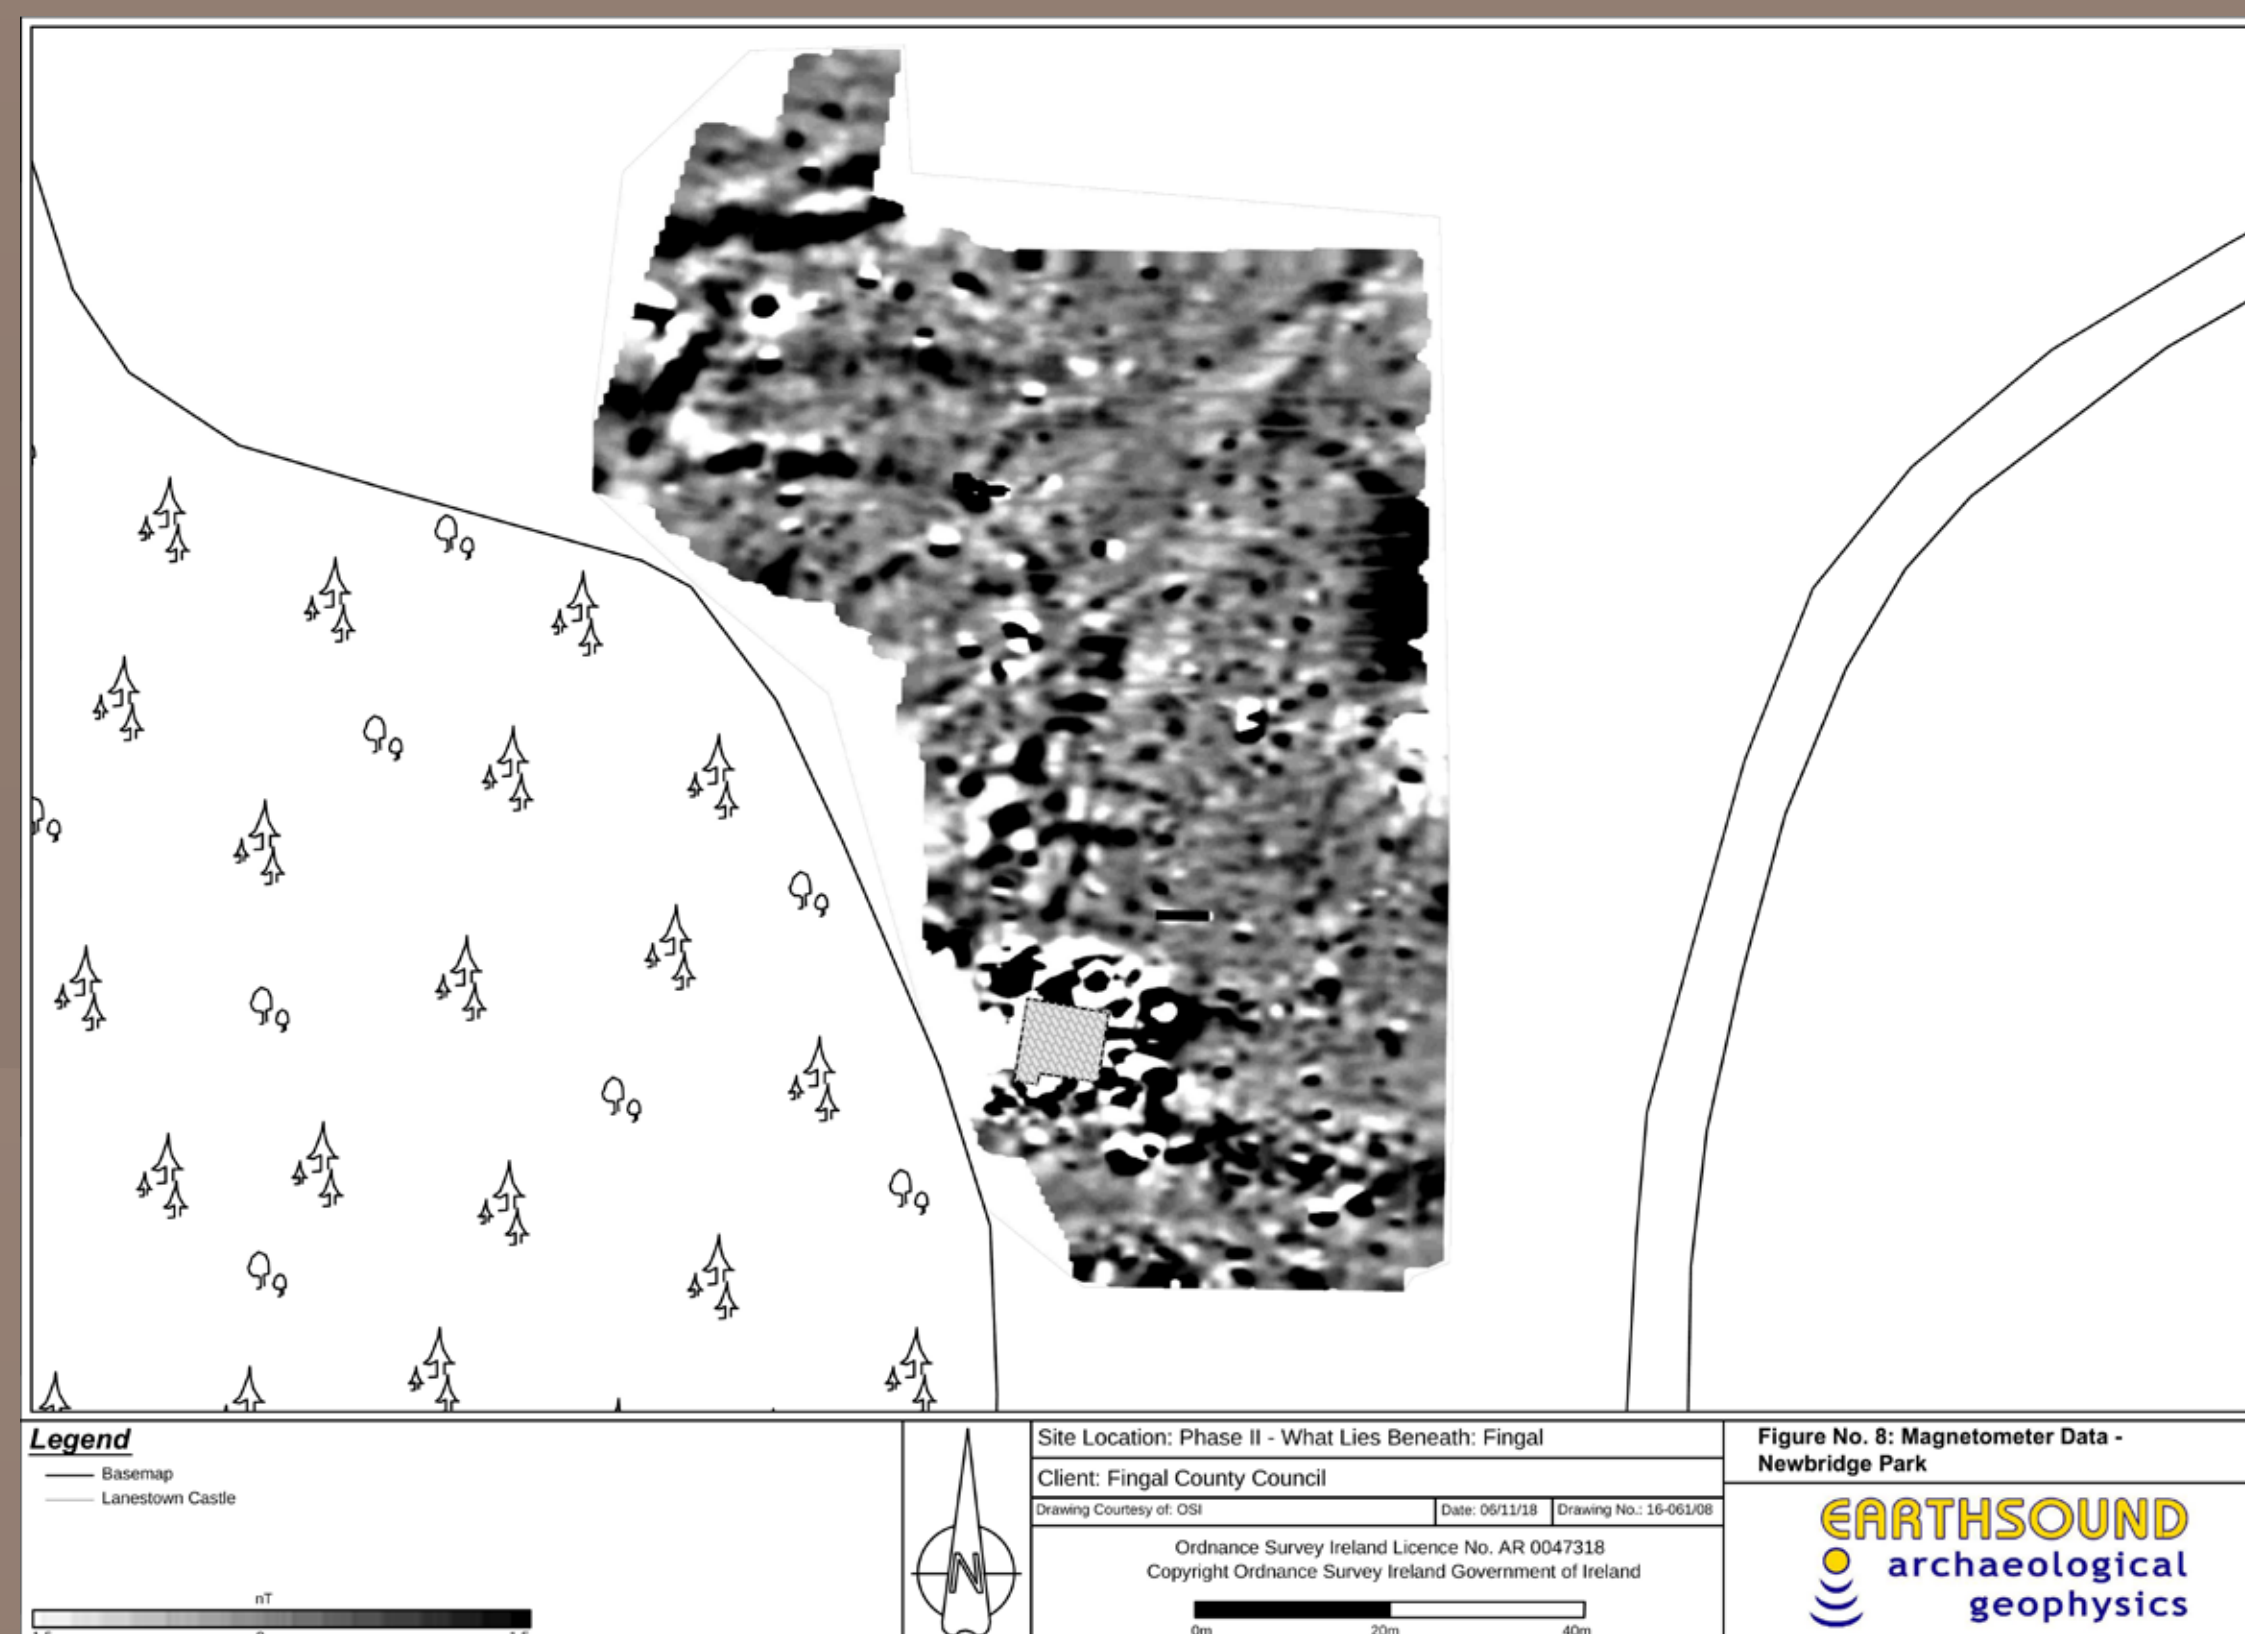 Legend
Basemap
Lanestown Castle
nT
N
Site Location: Phase II - What Lies Beneath: Fingal
Client: Fingal County Council
Drawing Courtesy of: OSI
Date: 06/11/18
Drawing No.: 16-061/08
Ordnance Survey Ireland Licence No. AR 0047318
Copyright Ordnance Survey Ireland Government of Ireland
0m 20m 40m
Figure No. 8: Magnetometer Data -
Newbridge Park
EARTHSOUND
archaeological
geophysics